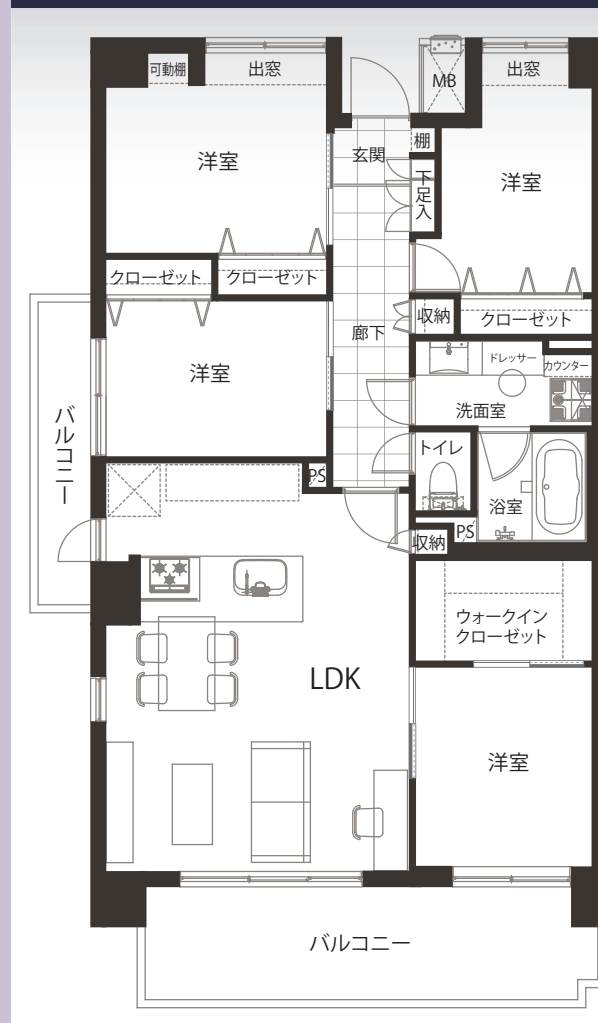 可動棚
出窓
MB
出窓
洋室
玄関
棚
下足入
洋室
クローゼット
クローゼット
収納
クローゼット
廊下
洋室
ドレッサー
カウンター
洗面室
バルコニー
トイレ
PS
浴室
PS
収納
ウォークイン
クローゼット
LDK
洋室
バルコニー